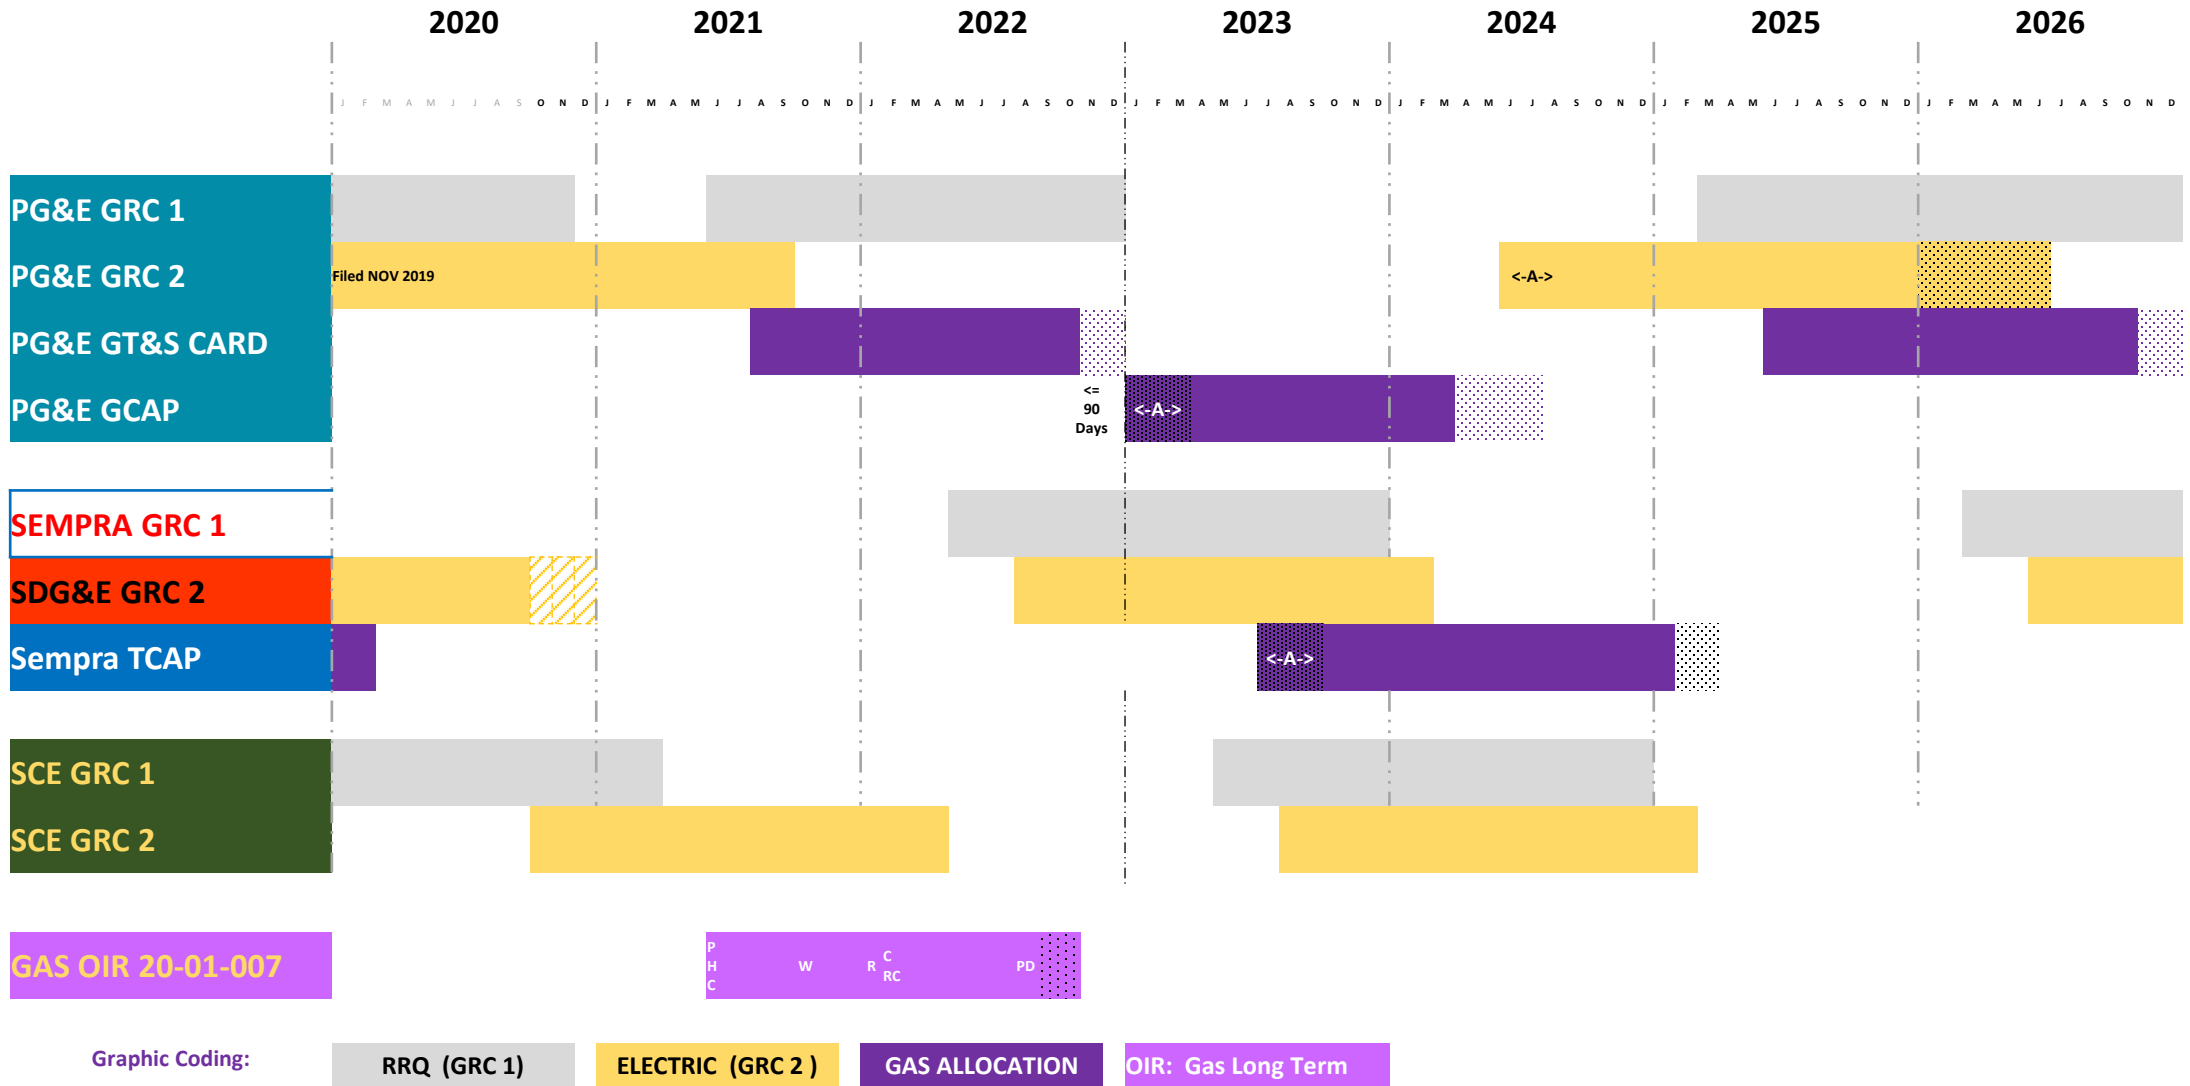 2020 2021 2022 2023 2024 2025 2026
J F M A M J J A S O N D J F M A M J J A S O N D J F M A M J J A S O N D J F M A M J J A S O N D J F M A M J J A S O N D J F M A M J J A S O N D J F M A M J J A S O N D
PG&E GRC 1
PG&E GRC 2 Filed NOV 2019 <-A->
PG&E GT&S CARD
PG&E GCAP
<=
90
Days
<-A->
SEMPRA GRC 1
SDG&E GRC 2
Sempra TCAP <-A->
SCE GRC 1
SCE GRC 2
GAS OIR 20-01-007
P
H
C
W
R
C
RC
PD
Graphic Coding: RRQ (GRC 1) ELECTRIC (GRC 2 ) GAS ALLOCATION OIR: Gas Long Term